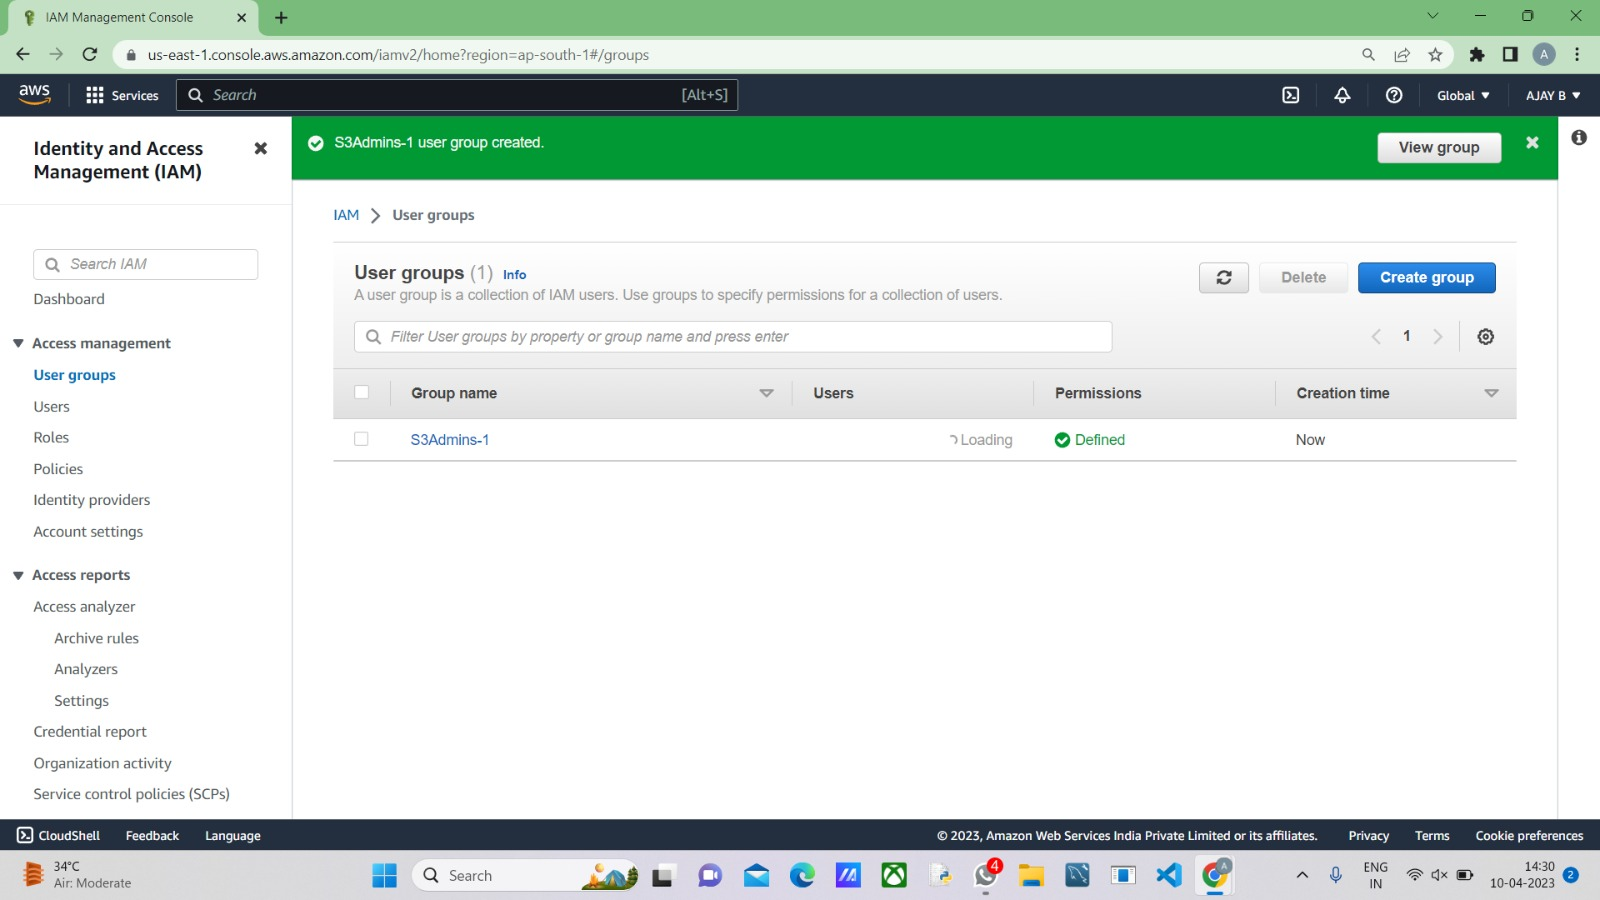 IAM Management Console
us-east-1.console.aws.amazon.com/iamv2/home?region=ap-south-1#/groups
A
aws
Services
Search
[Alt+S]
Global
AJAY B
Identity and Access
Management (IAM)
Search IAM
Dashboard
Access management
User groups
Users
Roles
Policies
Identity providers
Account settings
Access reports
Access analyzer
Archive rules
Analyzers
Settings
Credential report
Organization activity
Service control policies (SCPs)
S3Admins-1 user group created.
View group
IAM > User groups
User groups (1) Info
A user group is a collection of IAM users. Use groups to specify permissions for a collection of users.
Delete
Create group
Filter User groups by property or group name and press enter
1
Group name Users Permissions Creation time
S3Admins-1 Loading Defined Now
CloudShell Feedback Language
© 2023, Amazon Web Services India Private Limited or its affiliates. Privacy Terms Cookie preferences
34°C
Air: Moderate
Search
4
A
ENG
IN
14:30
10-04-2023
2